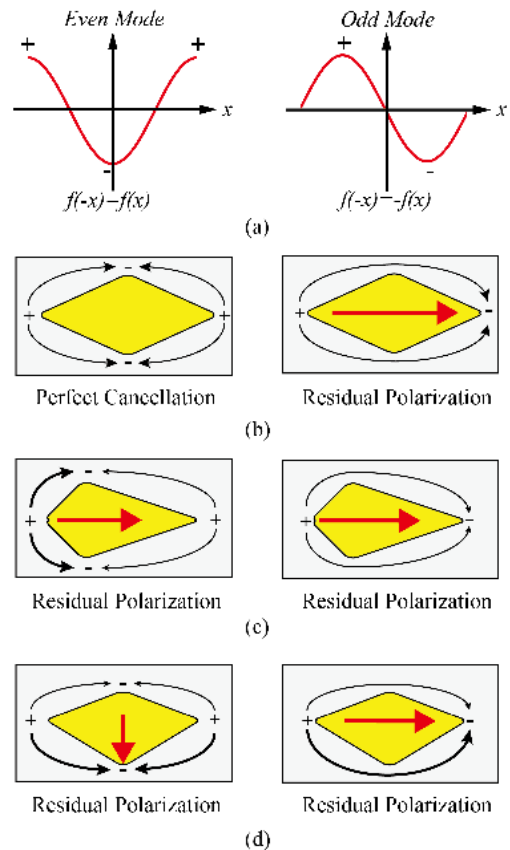 Even Mode
Odd Mode
+ +
+
x
x
-
-
f(-x)=f(x)
f(-x)=-f(x)
(a)
- 
+ +
-
+ -
Perfect Cancellation
Residual Polarization
(b)
-
+ +
-
+ -
Residual Polarization
Residual Polarization
(c)
-
+ +
-
+ -
Residual Polarization
Residual Polarization
(d)